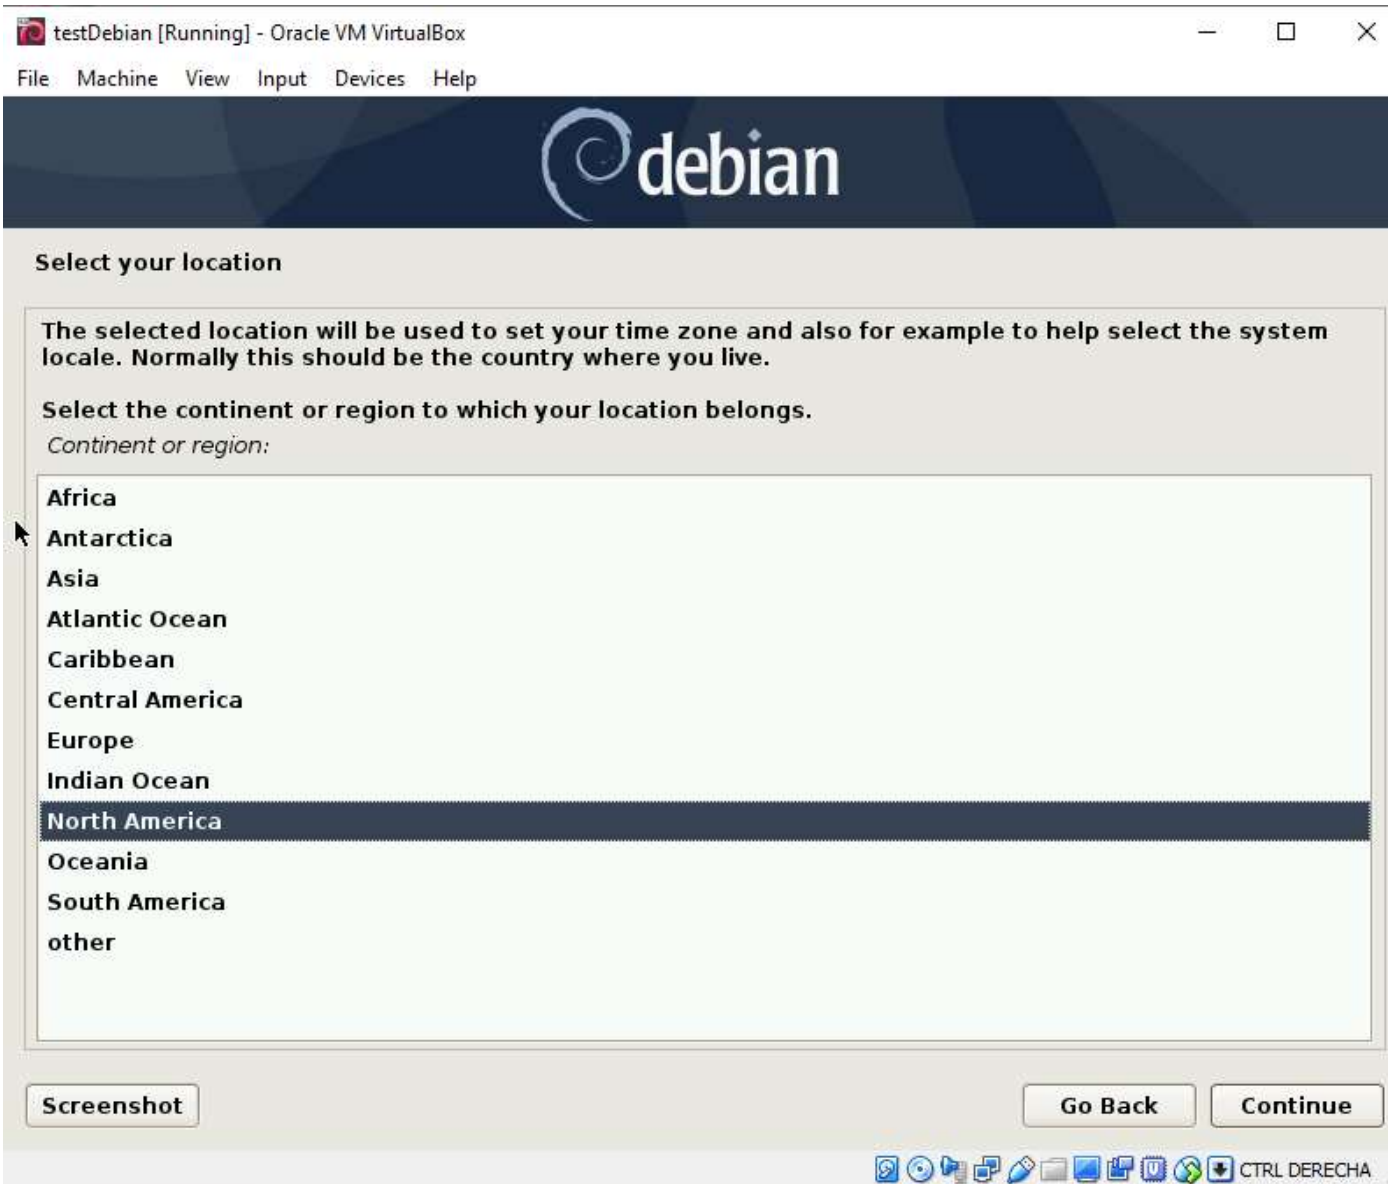 testDebian [Running] - Oracle VM VirtualBox
File Machine View Input Devices Help
debian
Select your location
The selected location will be used to set your time zone and also for example to help select the system
locale. Normally this should be the country where you live.
Select the continent or region to which your location belongs.
Continent or region:
Africa
Antarctica
Asia
Atlantic Ocean
Caribbean
Central America
Europe
Indian Ocean
North America
Oceania
South America
other
Screenshot Go Back Continue
CTRL DERECHA